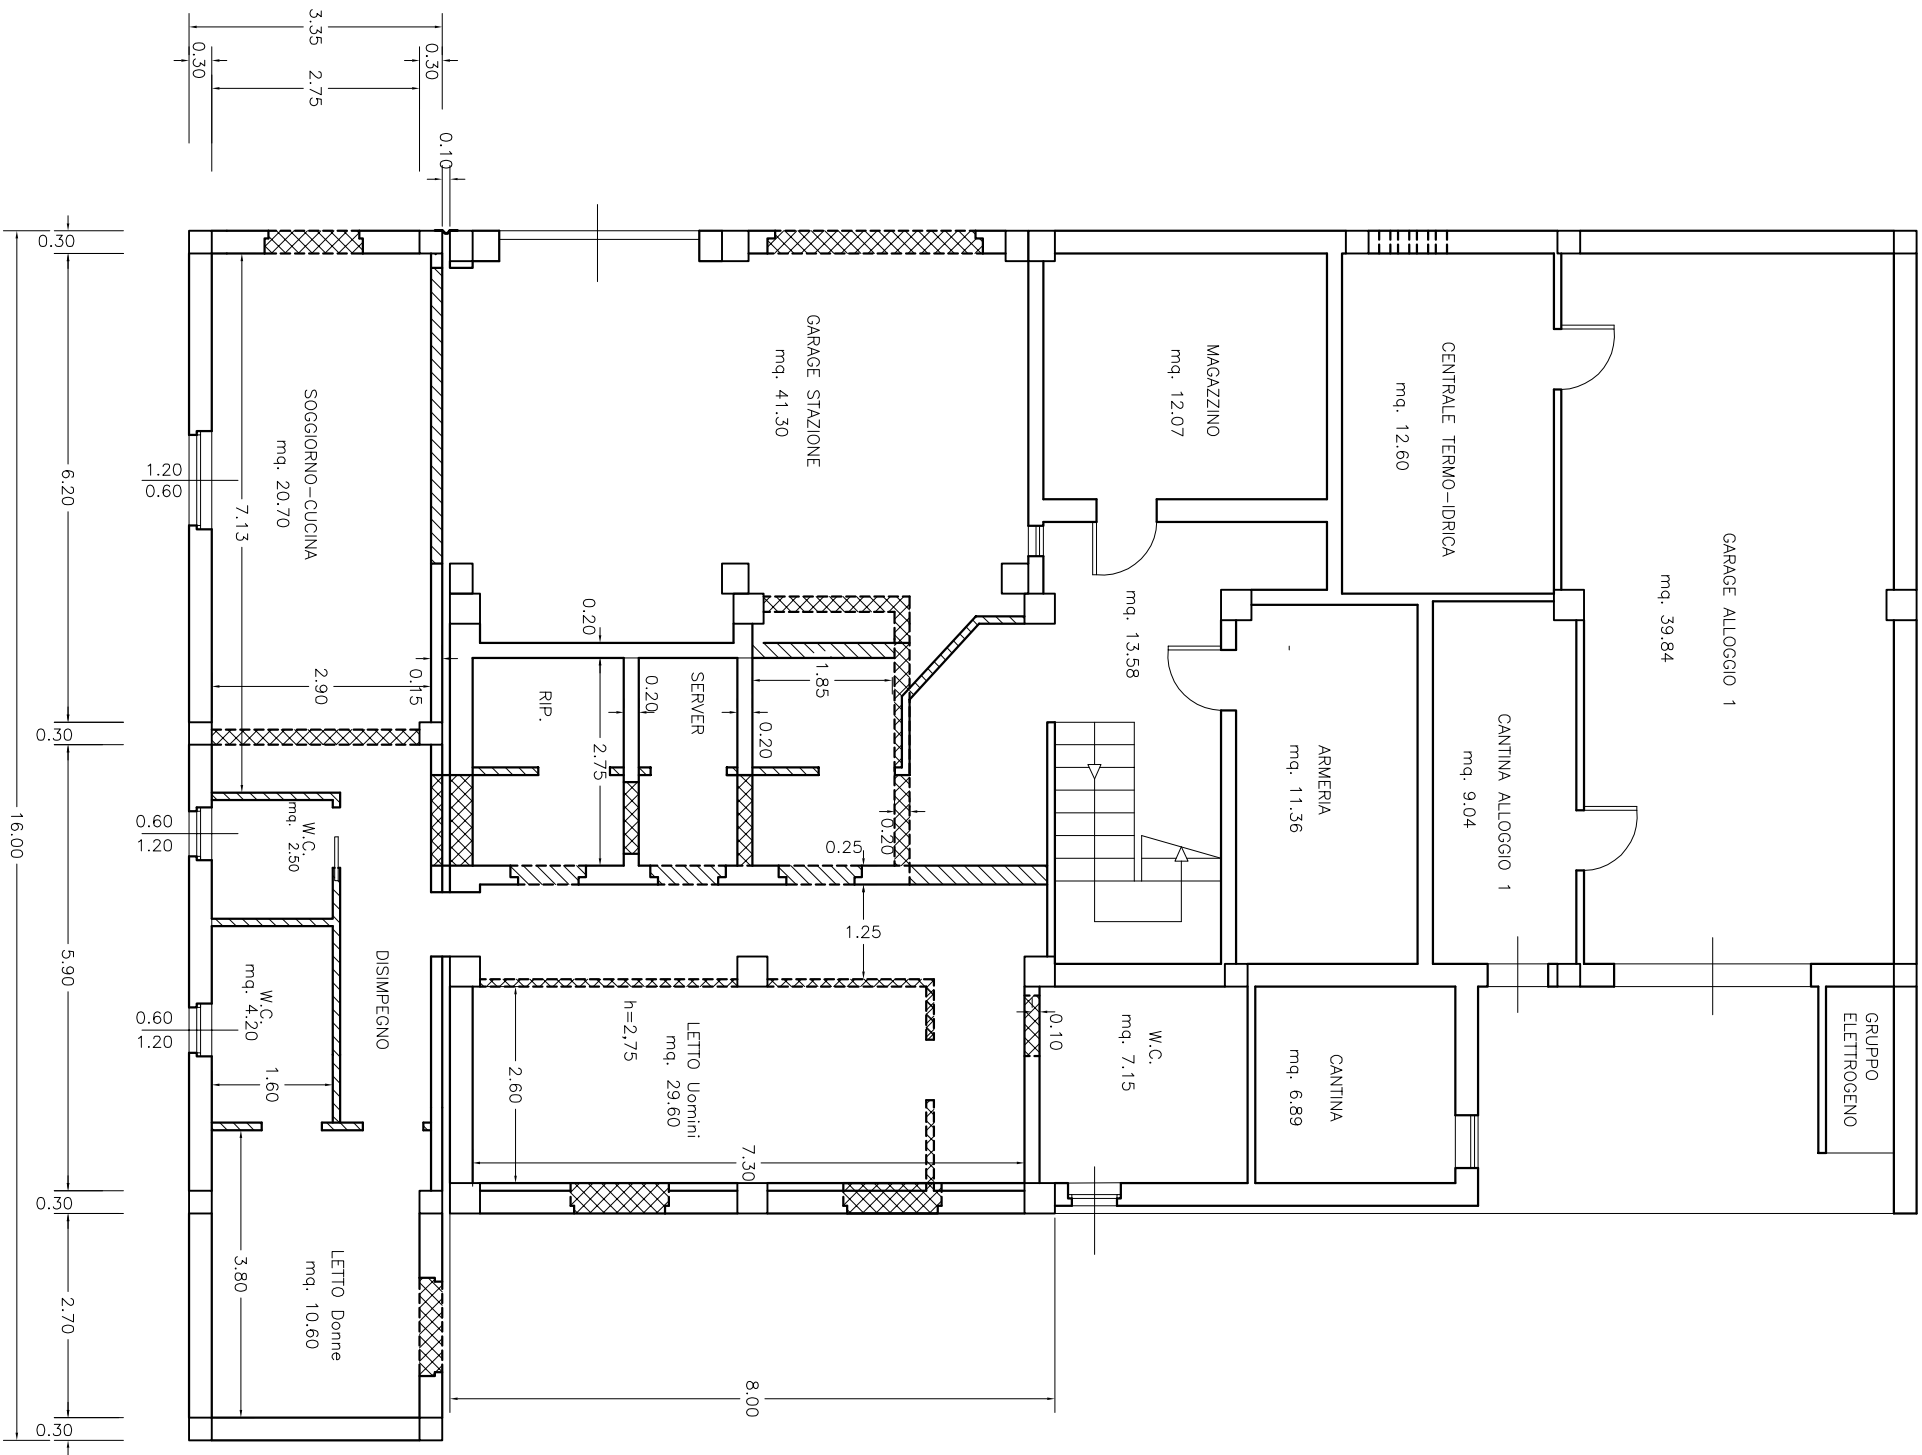 3.35
0.30
2.75
0.30
0.10
0.30
6.20
0.30
5.90
0.30
2.70
0.30
16.00
SOGGIORNO-CUCINA
mq. 20.70
1.20
0.60
7.13
2.90
0.15
W.C.
mq. 2.50
0.60
1.20
W.C.
mq. 4.20
0.60
1.20
1.60
DISIMPEGNO
3.80
LETTO Donne
mq. 10.60
GARAGE STAZIONE
mq. 41.30
0.20
RIP.
2.75
0.20
SERVER
0.20
1.85
0.20
0.25
1.25
LETTO Uomini
mq. 29.60
h=2,75
2.60
7.30
0.10
8.00
MAGAZZINO
mq. 12.07
mq. 13.58
CENTRALE TERMO-IDRICA
mq. 12.60
GARAGE ALLOGGIO 1
mq. 39.84
ARMERIA
mq. 11.36
CANTINA ALLOGGIO 1
mq. 9.04
W.C.
mq. 7.15
CANTINA
mq. 6.89
GRUPPO
ELETTROGENO